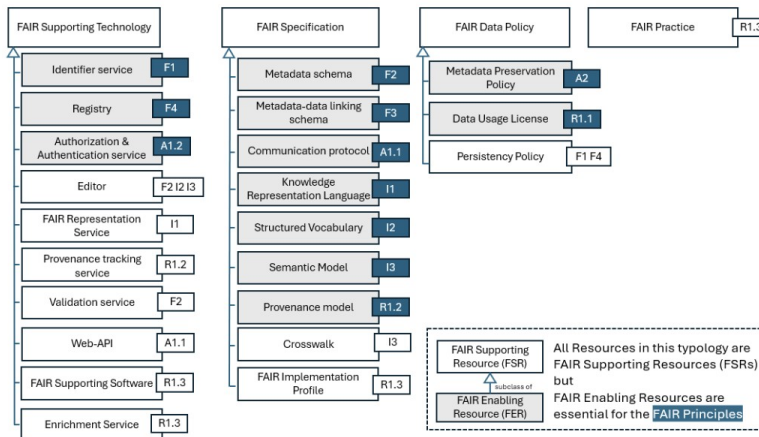 FAIR Supporting Technology
Identifier service
F1
Registry
F4
Authorization &
Authentication service
A1.2
Editor
F2 I2 I3
FAIR Representation
Service
I1
Provenance tracking
service
R1.2
Validation service
F2
Web-API
A1.1
FAIR Supporting Software
R1.3
Enrichment Service
R1.3
FAIR Specification
Metadata schema
F2
Metadata-data linking
schema
F3
Communication protocol
A1.1
Knowledge
Representation Language
I1
Structured Vocabulary
I2
Semantic Model
I3
Provenance model
R1.2
Crosswalk
I3
FAIR Implementation
Profile
R1.3
FAIR Data Policy
Metadata Preservation
Policy
A2
Data Usage License
R1.1
Persistency Policy
F1 F4
FAIR Practice
R1.3
FAIR Supporting
Resource (FSR)
subclass of
FAIR Enabling
Resource (FER)
All Resources in this typology are
FAIR Supporting Resources (FSRs)
but
FAIR Enabling Resources are
essential for the FAIR Principles